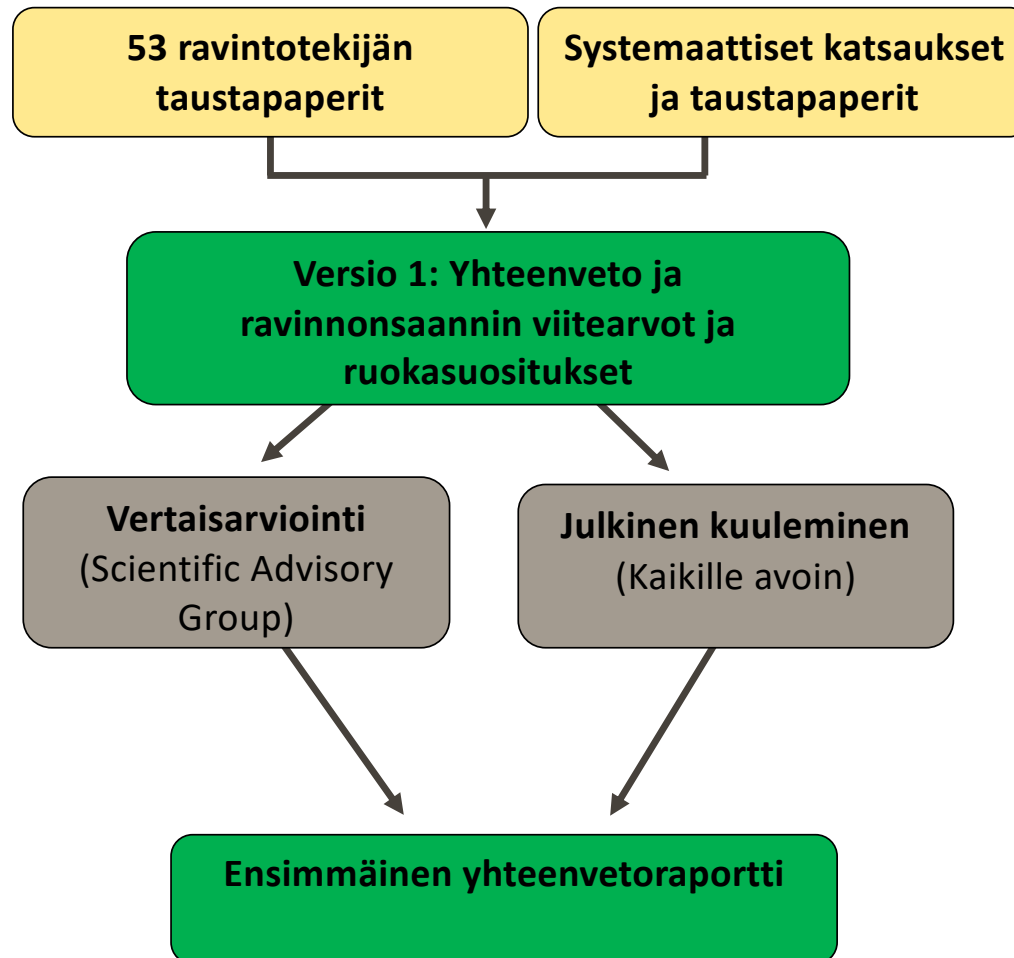 53 ravintotekijän
taustapaperit
Systemaattiset katsaukset
ja taustapaperit
Versio 1: Yhteenveto ja
ravinnonsaannin viitearvot ja
ruokasuositukset
Vertaisarviointi
(Scientific Advisory
Group)
Julkinen kuuleminen
(Kaikille avoin)
Ensimmäinen yhteenvetoraportti